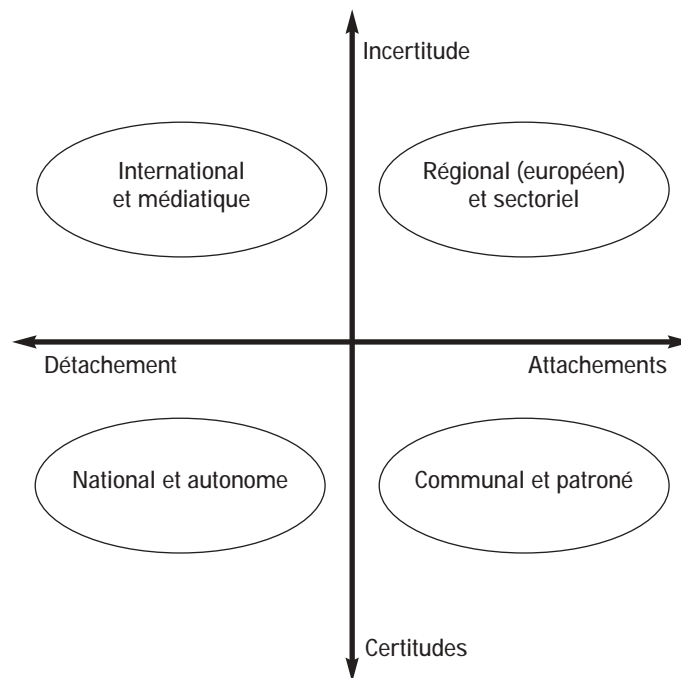 Incertitude
International
et médiatique
Régional (européen)
et sectoriel
Détachement
Attachements
National et autonome
Communal et patroné
Certitudes